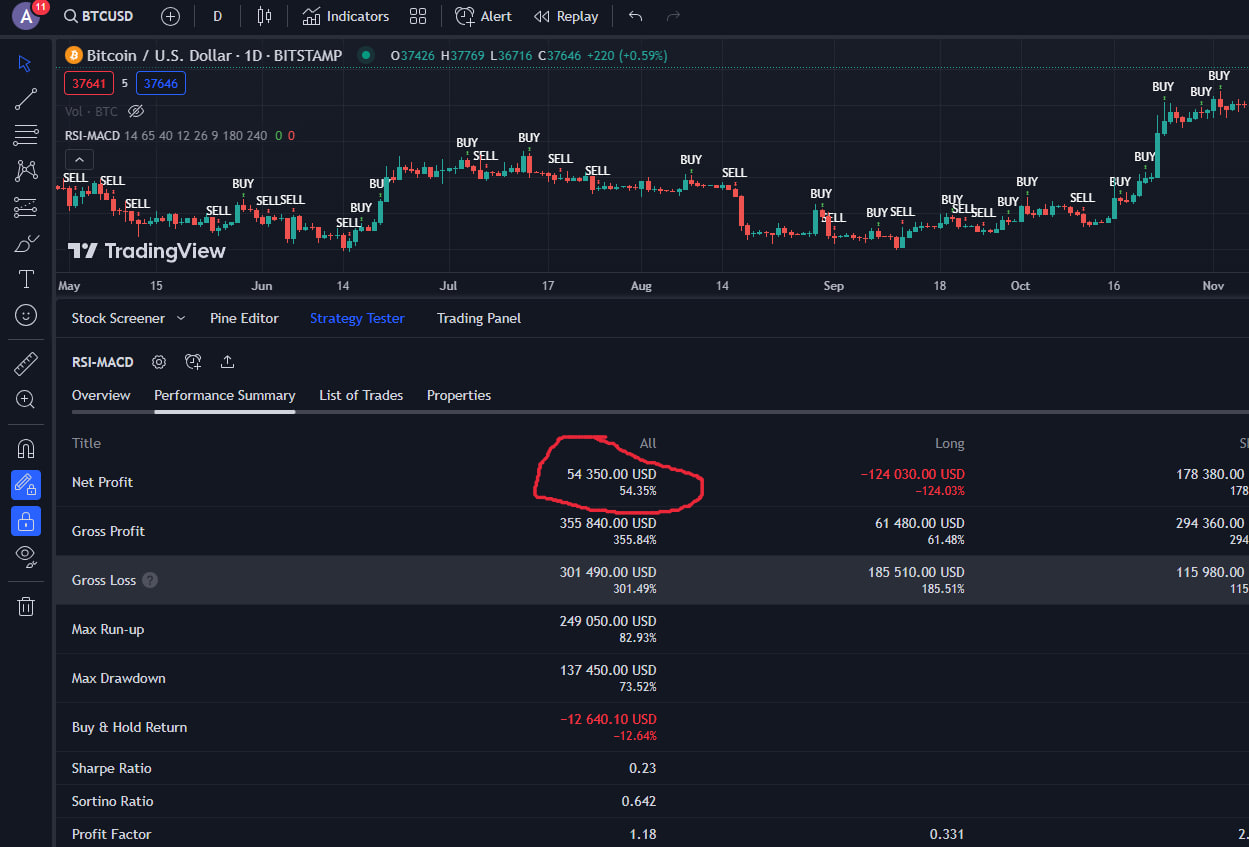 A 11 BTCUSD D Indicators Alert Replay
Bitcoin / U.S. Dollar · 1D · BITSTAMP O37426 H37769 L36716 C37646 +220 (+0.59%)
37641 5 37646
Vol · BTC
RSI-MACD 14 65 40 12 26 9 180 240 0 0
BUY BUY BUY
BUY SELL SELL BUY BUY
SELL SELL BUY BUY SELL SELL BUY BUY
SELL SELL SELLSELL SELL BUY BUY SELL BUY SELL BUY SELL SELL BUY SELL
TradingView
May 15 Jun 14 Jul 17 Aug 14 Sep 18 Oct 16 Nov
Stock Screener Pine Editor Strategy Tester Trading Panel
RSI-MACD
Overview Performance Summary List of Trades Properties
Title All Long
Net Profit 54 350.00 USD −124 030.00 USD 178 380.00
54.35% −124.03% 178
Gross Profit 355 840.00 USD 61 480.00 USD 294 360.00
355.84% 61.48% 294
Gross Loss ? 301 490.00 USD 185 510.00 USD 115 980.00
301.49% 185.51% 115
Max Run-up 249 050.00 USD
82.93%
Max Drawdown 137 450.00 USD
73.52%
Buy & Hold Return −12 640.10 USD
−12.64%
Sharpe Ratio 0.23
Sortino Ratio 0.642
Profit Factor 1.18 0.331 2.